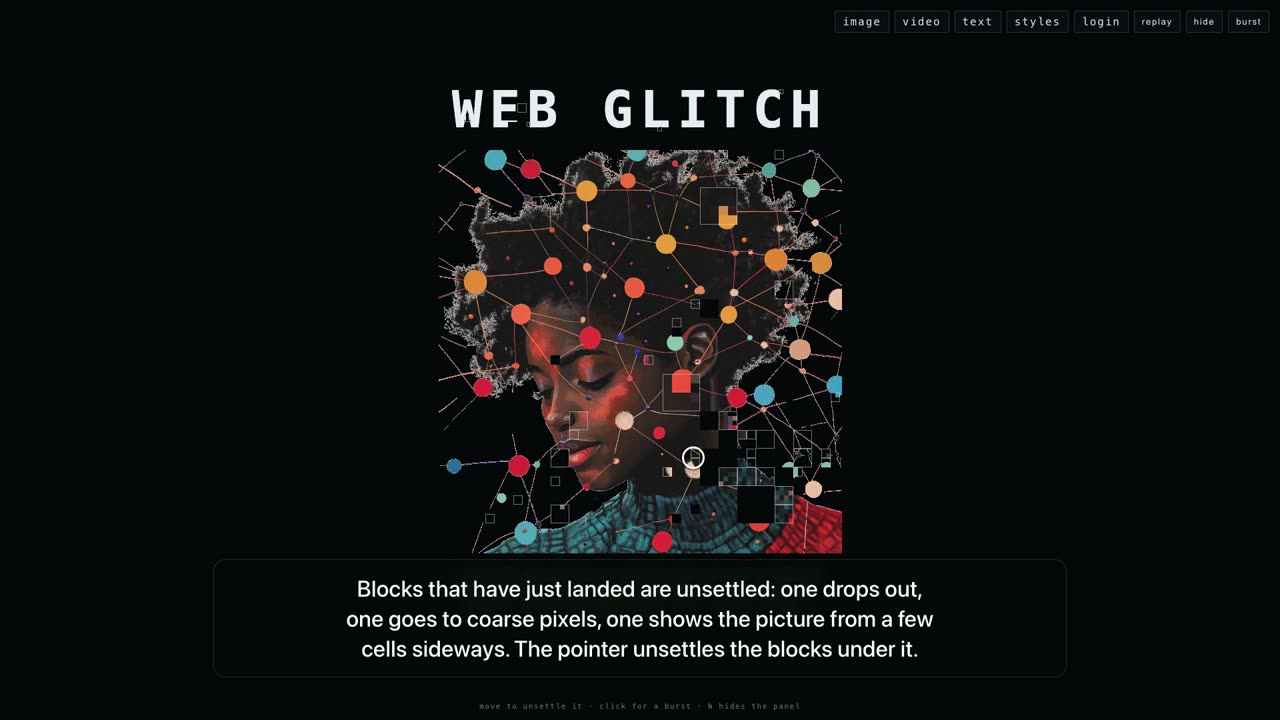 image video text styles login replay hide burst
WEB GLITCH
Blocks that have just landed are unsettled: one drops out,
one goes to coarse pixels, one shows the picture from a few
cells sideways. The pointer unsettles the blocks under it.
move to unsettle it · click for a burst · h hides the panel